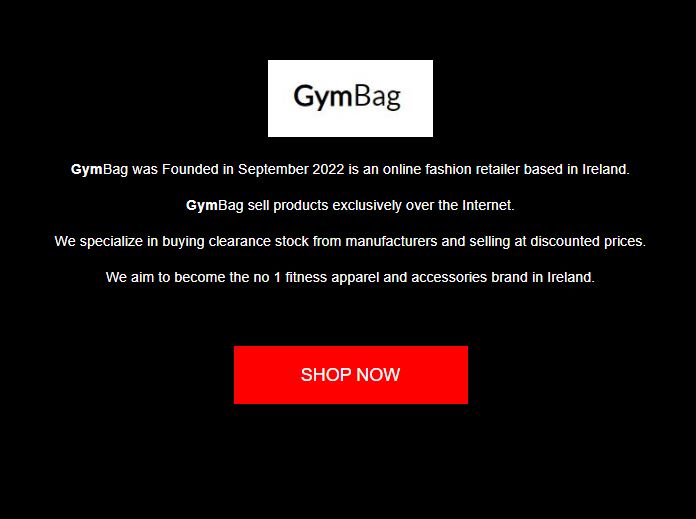 GymBag
GymBag was Founded in September 2022 is an online fashion retailer based in Ireland.
GymBag sell products exclusively over the Internet.
We specialize in buying clearance stock from manufacturers and selling at discounted prices.
We aim to become the no 1 fitness apparel and accessories brand in Ireland.
SHOP NOW